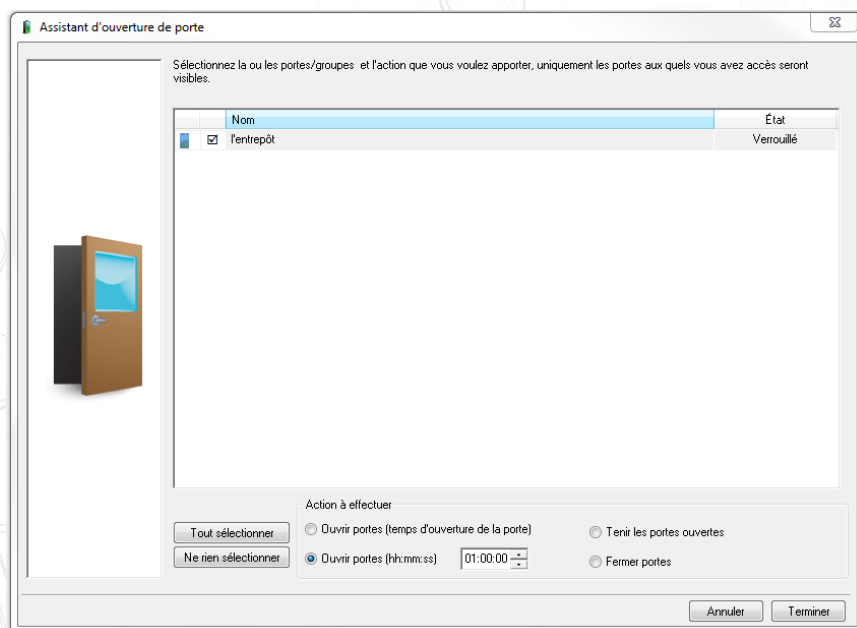 Assistant d'ouverture de porte
Sélectionnez la ou les portes/groupes et l'action que vous voulez apporter, uniquement les portes aux quels vous avez accès seront
visibles.
Nom État
l'entrepôt Verrouillé
Action à effectuer
Tout sélectionner
Ouvrir portes (temps d'ouverture de la porte)
Tenir les portes ouvertes
Ne rien sélectionner
Ouvrir portes (hh:mm:ss) 01:00:00
Fermer portes
Annuler Terminer